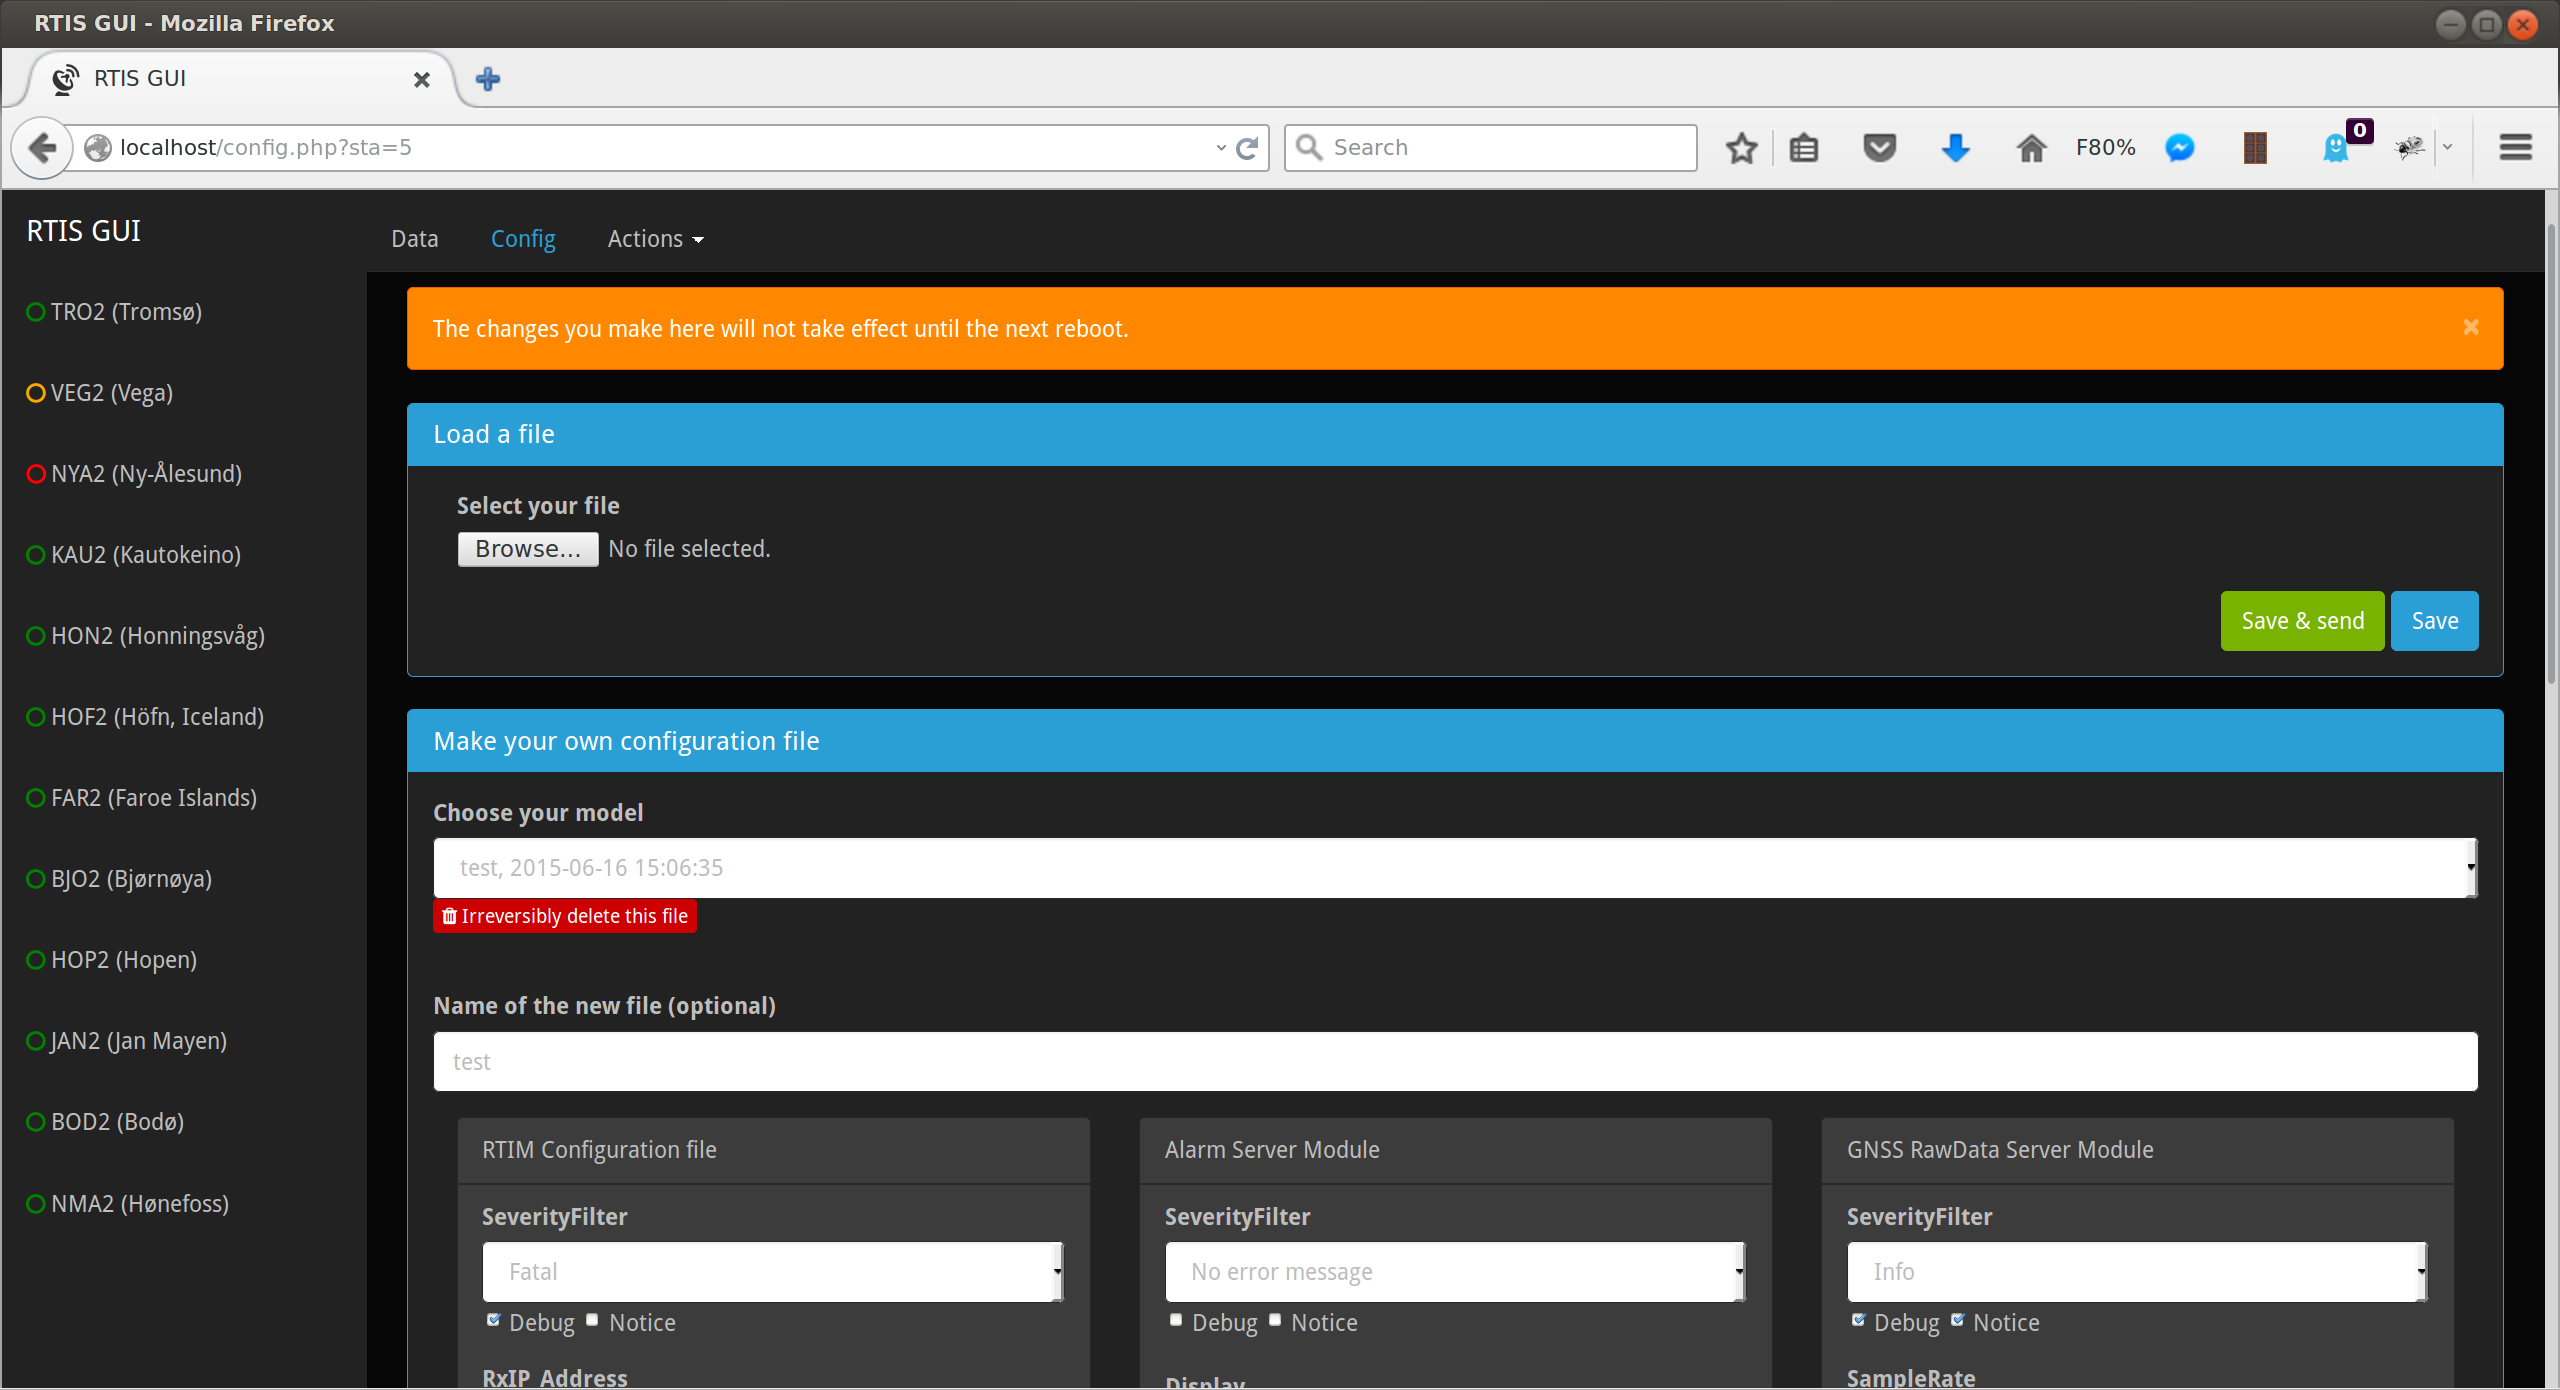 RTIS GUI - Mozilla Firefox
RTIS GUI
localhost/config.php?sta=5
Search
F80%
0
RTIS GUI
Data
Config
Actions
TRO2 (Tromsø)
VEG2 (Vega)
NYA2 (Ny-Ålesund)
KAU2 (Kautokeino)
HON2 (Honningsvåg)
HOF2 (Höfn, Iceland)
FAR2 (Faroe Islands)
BJO2 (Bjørnøya)
HOP2 (Hopen)
JAN2 (Jan Mayen)
BOD2 (Bodø)
NMA2 (Hønefoss)
The changes you make here will not take effect until the next reboot.
Load a file
Select your file
Browse... No file selected.
Save & send
Save
Make your own configuration file
Choose your model
test, 2015-06-16 15:06:35
Irreversibly delete this file
Name of the new file (optional)
test
RTIM Configuration file
SeverityFilter
Fatal
Debug Notice
RxIP_Address
Alarm Server Module
SeverityFilter
No error message
Debug Notice
Display
GNSS RawData Server Module
SeverityFilter
Info
Debug Notice
SampleRate